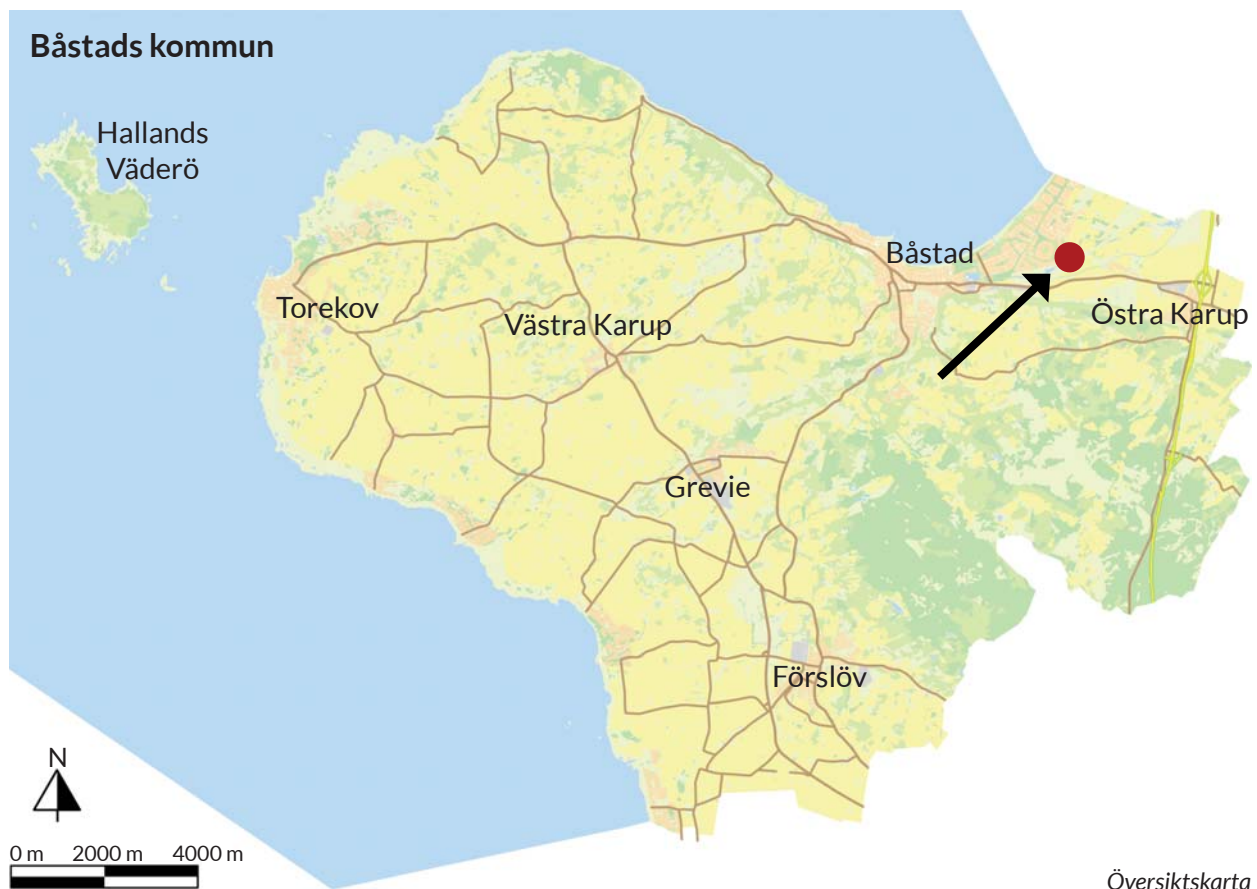 Båstads kommun
Hallands
Väderö
Båstad
Torekov
Västra Karup
Östra Karup
Grevie
Förslöv
N
0 m 2000 m 4000 m
Översiktskarta